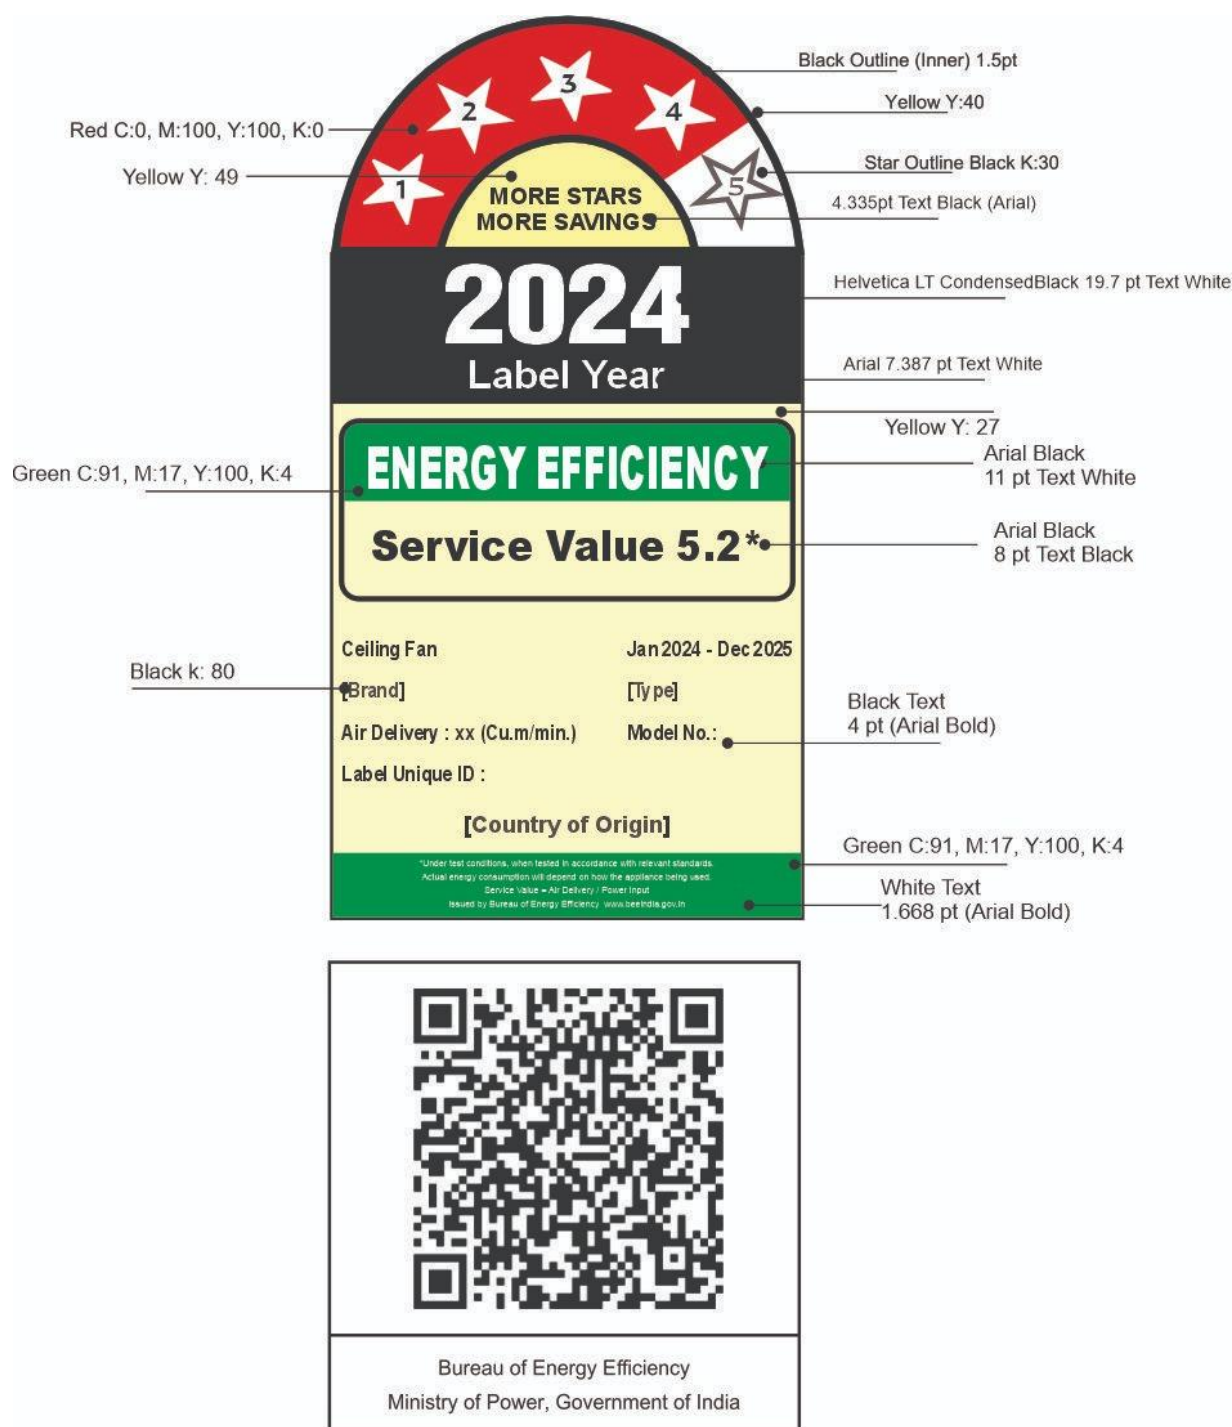 Black Outline (Inner) 1.5pt
Yellow Y:40
Red C:0, M:100, Y:100, K:0
Star Outline Black K:30
Yellow Y: 49
4.335pt Text Black (Arial)
1
2
3
4
5
MORE STARS
MORE SAVINGS
2024
Helvetica LT CondensedBlack 19.7 pt Text White
Label Year
Arial 7.387 pt Text White
Yellow Y: 27
ENERGY EFFICIENCY
Arial Black
11 pt Text White
Green C:91, M:17, Y:100, K:4
Service Value 5.2*
Arial Black
8 pt Text Black
Ceiling Fan Jan 2024 - Dec 2025
Black k: 80
[Brand] [Type]
Black Text
4 pt (Arial Bold)
Air Delivery : xx (Cu.m/min.) Model No.:
Label Unique ID :
[Country of Origin]
Green C:91, M:17, Y:100, K:4
*Under test conditions, when tested in accordance with relevant standards.
Actual energy consumption will depend on how the appliance being used.
Service Value = Air Delivery / Power Input
Issued by Bureau of Energy Efficiency www.beeindia.gov.in
White Text
1.668 pt (Arial Bold)
Bureau of Energy Efficiency
Ministry of Power, Government of India